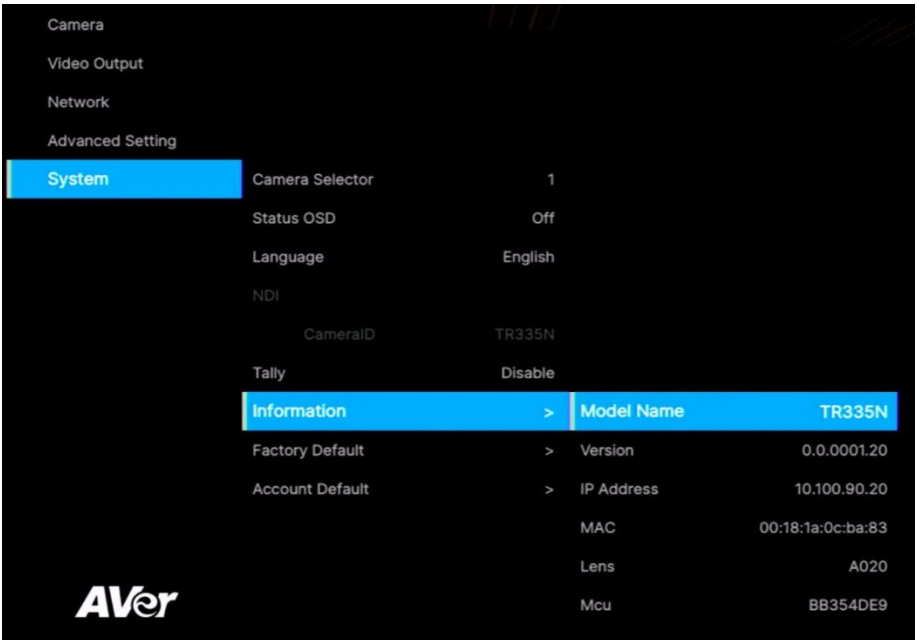 Camera
Video Output
Network
Advanced Setting
System
Camera Selector 1
Status OSD Off
Language English
NDI
CameraID TR335N
Tally Disable
Information > Model Name TR335N
Factory Default > Version 0.0.0001.20
Account Default > IP Address 10.100.90.20
MAC 00:18:1a:0c:ba:83
Lens A020
Mcu BB354DE9
AVer